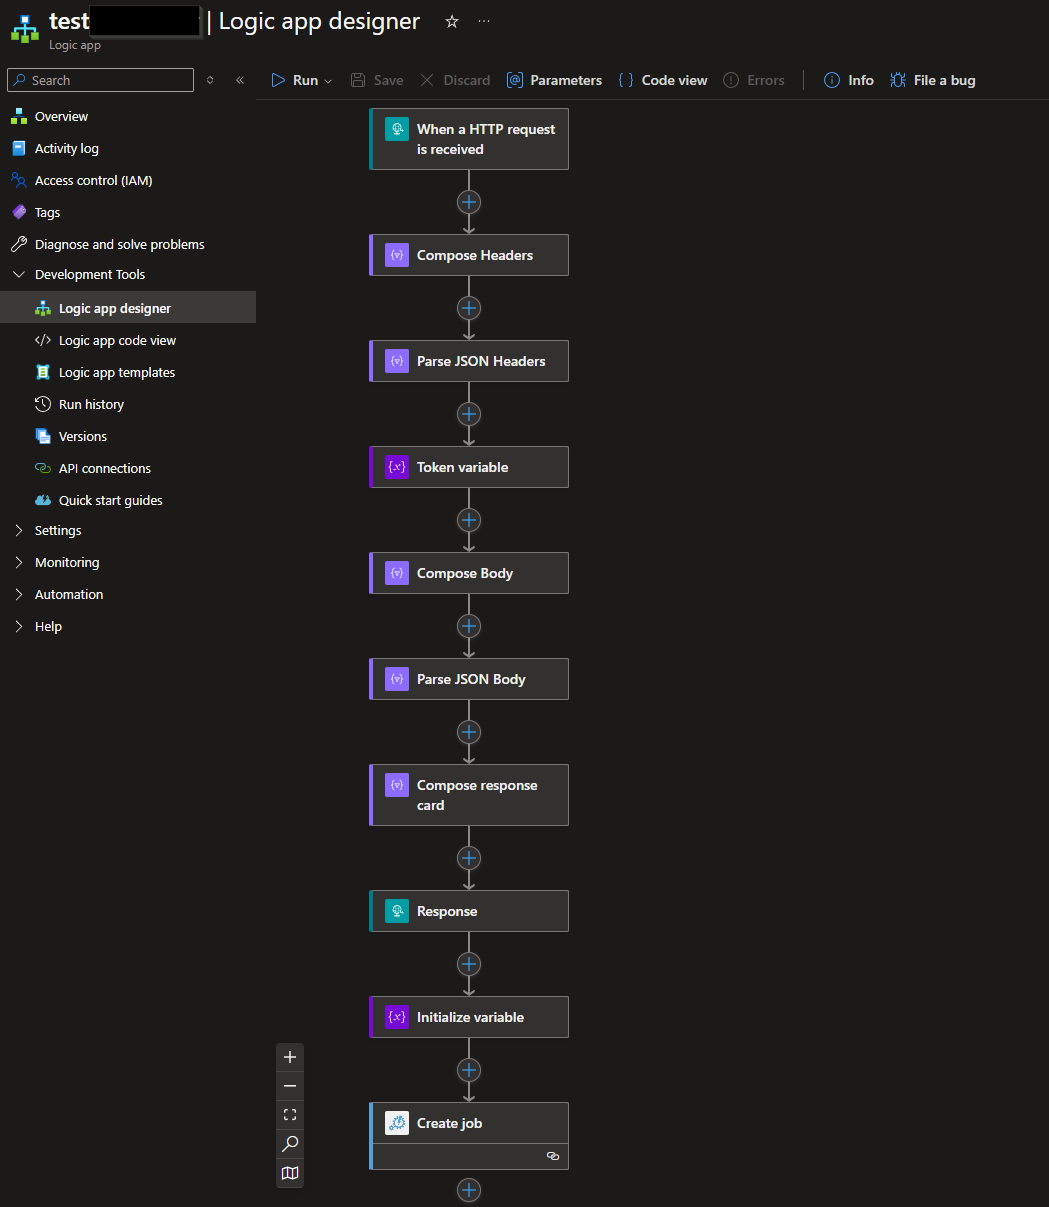 test | Logic app designer
Logic app
Search
Run
Save
Discard
Parameters
Code view
Errors
Info
File a bug
Overview
Activity log
Access control (IAM)
Tags
Diagnose and solve problems
Development Tools
Logic app designer
Logic app code view
Logic app templates
Run history
Versions
API connections
Quick start guides
Settings
Monitoring
Automation
Help
When a HTTP request
is received
Compose Headers
Parse JSON Headers
Token variable
Compose Body
Parse JSON Body
Compose response
card
Response
Initialize variable
Create job